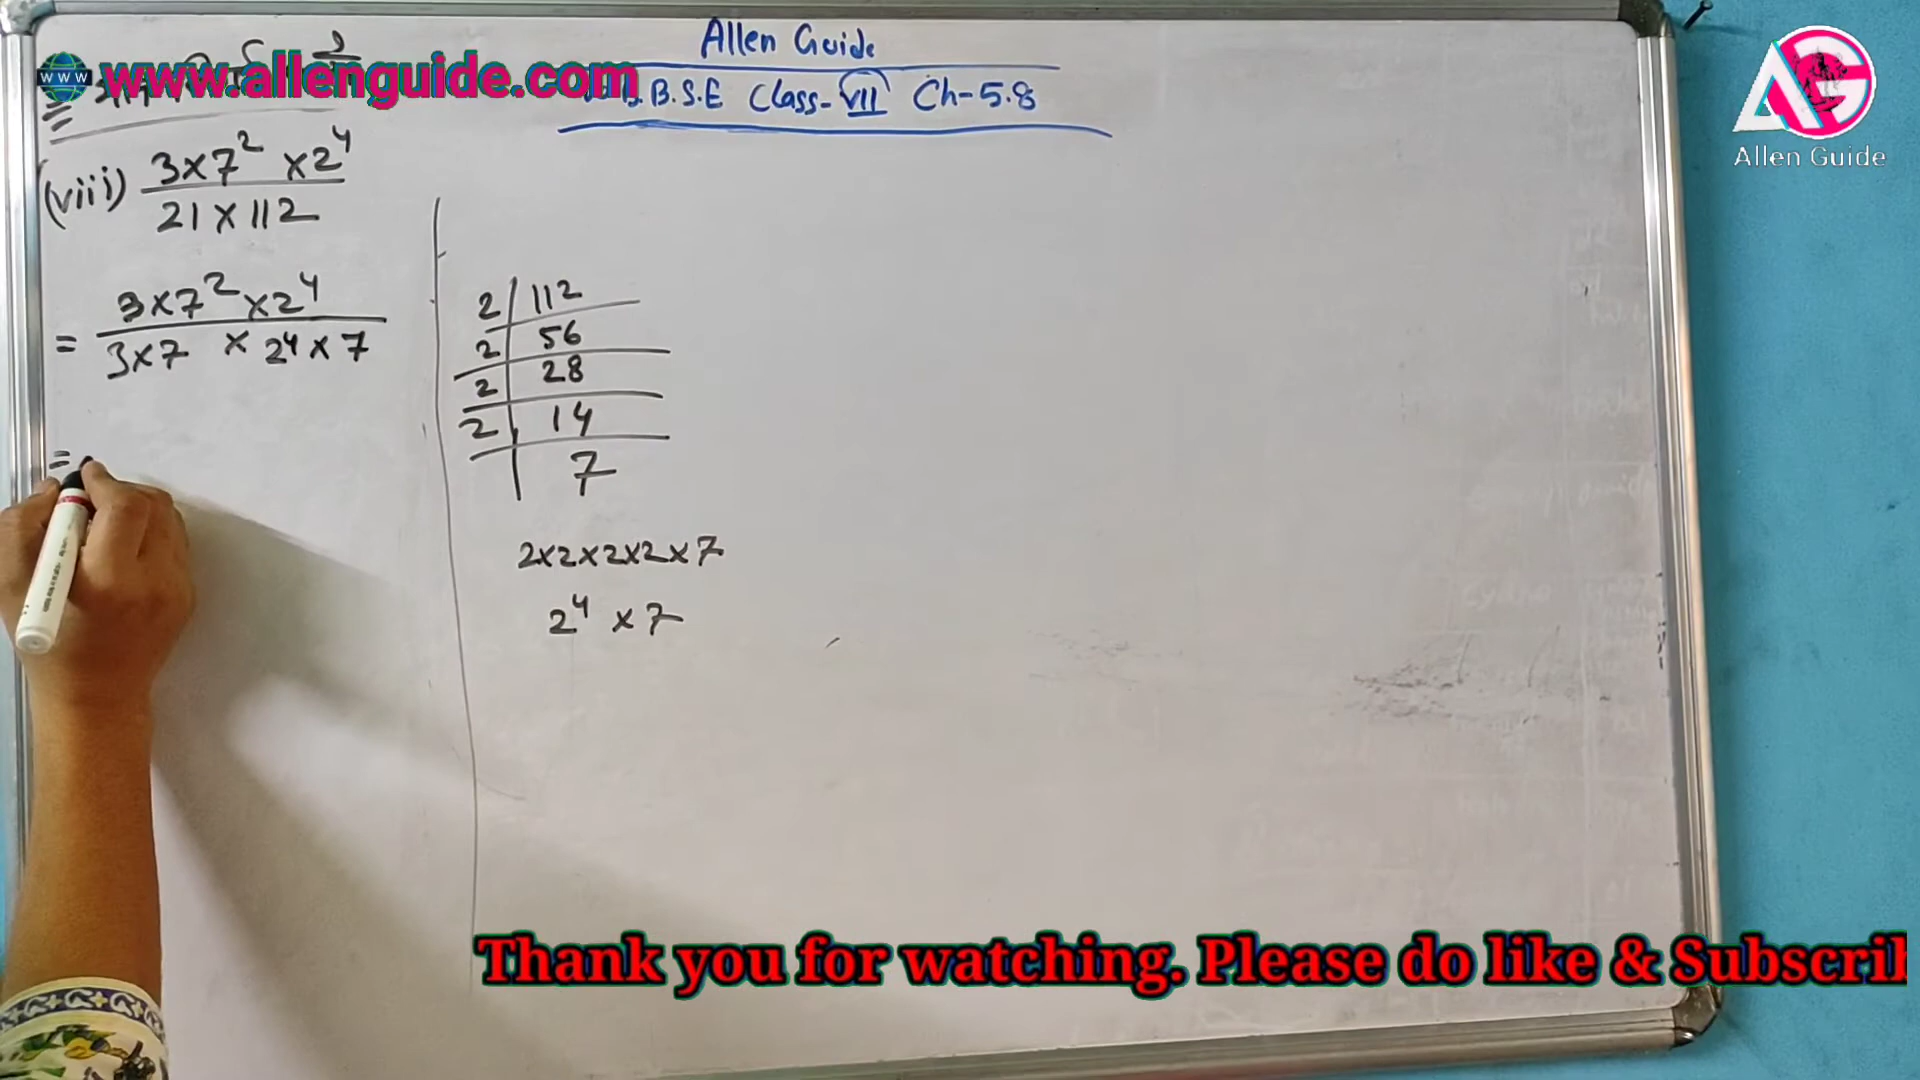 Allen Guide
www.allenguide.com
B.S.E Class-VII Ch-5.8
Allen Guide
(viii) 3×7² ×2⁴
21×112
= 3×7²×2⁴
3×7 × 2⁴×7
=
2 | 112
2 | 56
2 | 28
2 | 14
7
2×2×2×2×7
2⁴ ×7
Thank you for watching. Please do like &